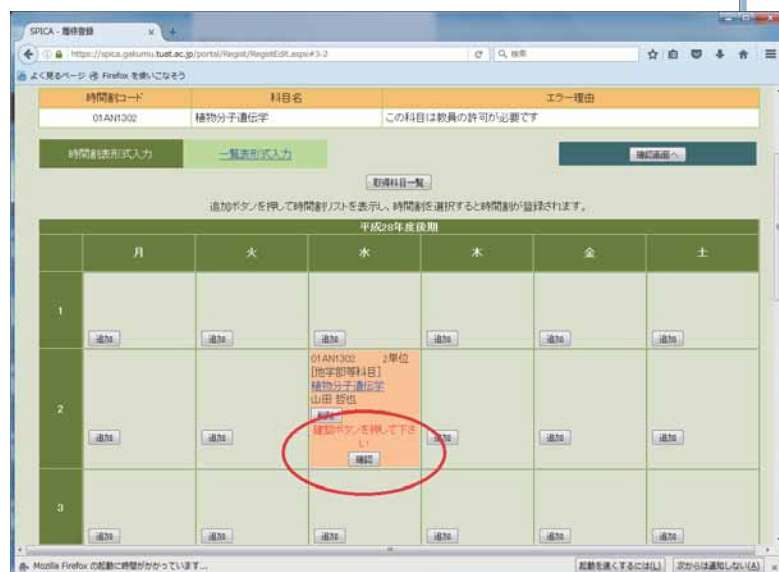 SPICA - 履修登録
https://spica.gakumu.tuat.ac.jp/portal/Regist/RegistEdit.aspx#3-2
検索
よく見るページ Firefox を使いこなそう
時間割コード 科目名 エラー理由
01AN1302 植物分子遺伝学 この科目は教員の許可が必要です
時間割表形式入力 一覧表形式入力 確認画面へ
取得科目一覧
追加ボタンを押して時間割リストを表示し、時間割を選択すると時間割が登録されます。
平成28年度後期
月 火 水 木 金 土
1
追加 追加 追加 追加 追加 追加
01AN1302 2単位
[他学部等科目]
植物分子遺伝学
山田 哲也
削除
2
確認ボタンを押して下さ
い
追加 追加 追加 追加 追加
確認
3
追加 追加 追加 追加 追加 追加
Mozilla Firefox の起動に時間がかかっています... 起動を速くするには(L) 次からは通知しない(A)